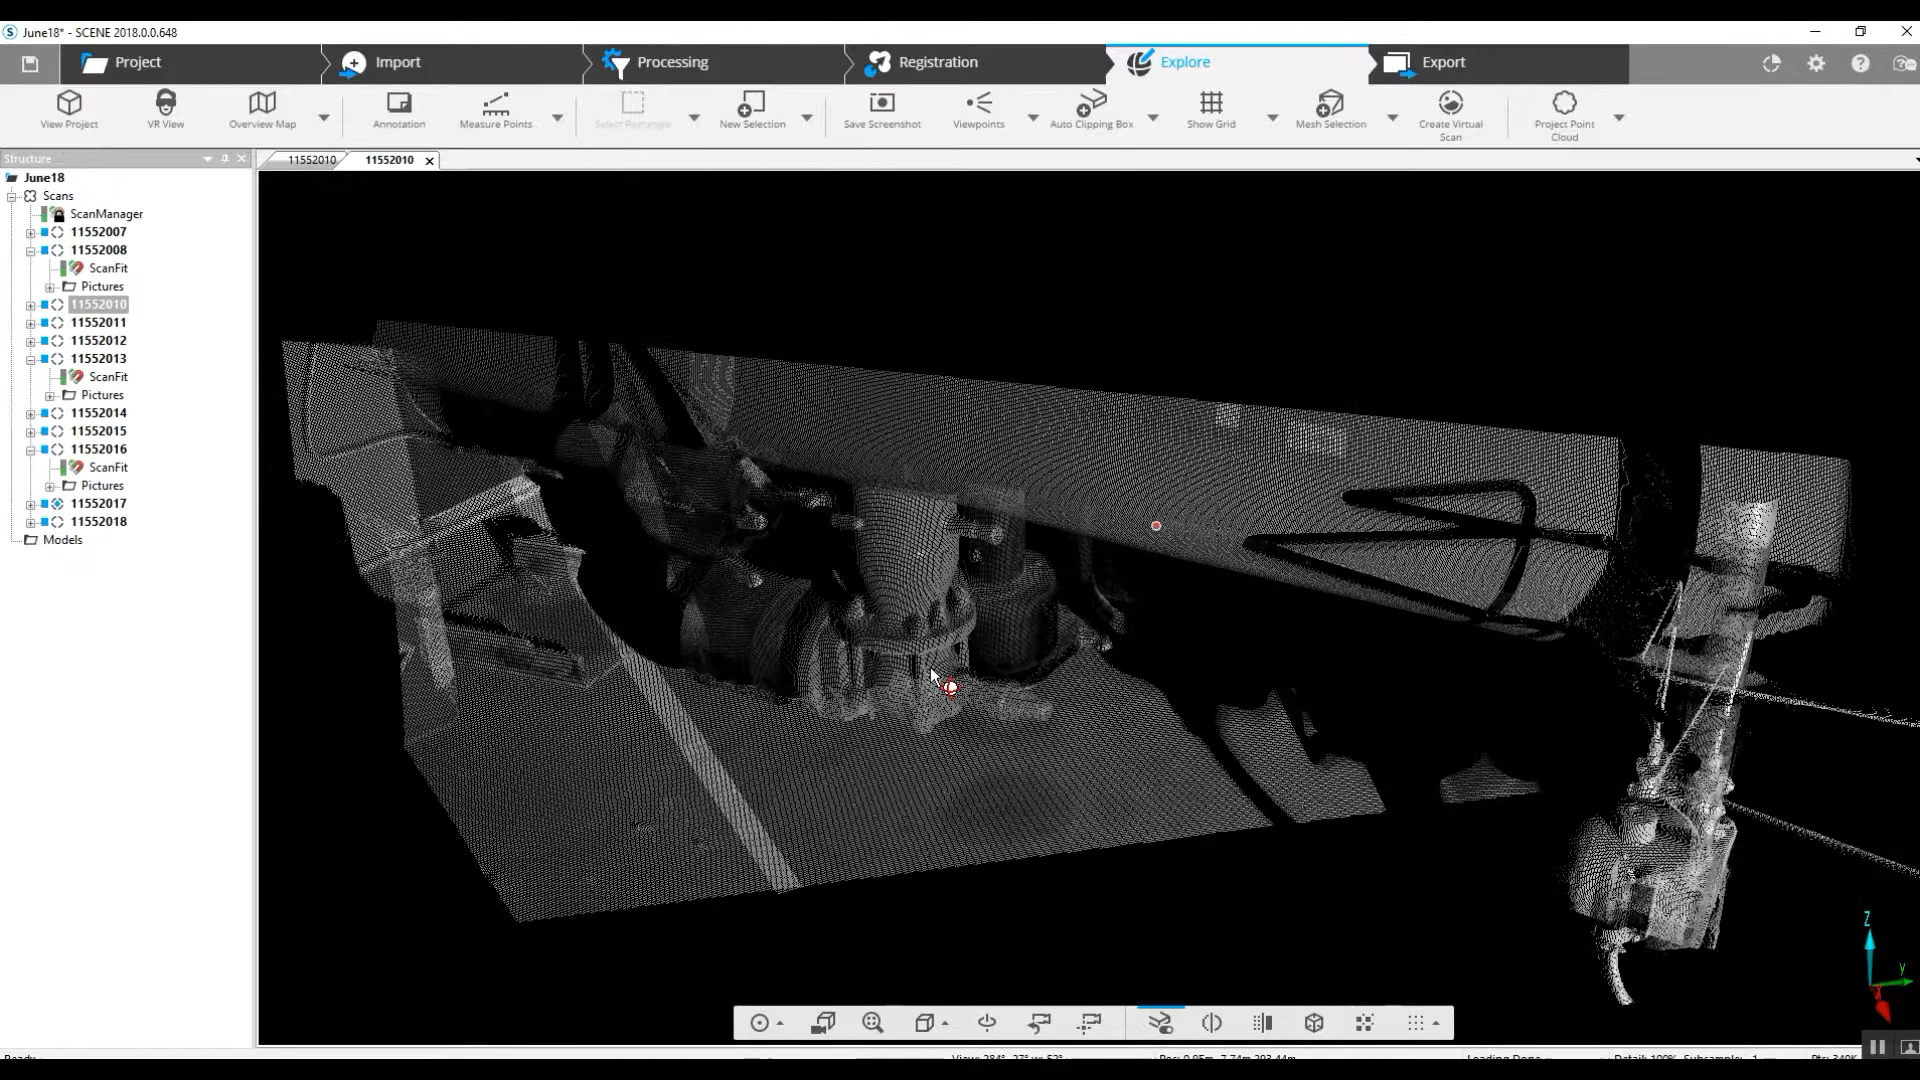 June18* - SCENE 2018.0.0.648
Project
Import
Processing
Registration
Explore
Export
View Project
VR View
Overview Map
Annotation
Measure Points
Select Rectangle
New Selection
Save Screenshot
Viewpoints
Auto Clipping Box
Show Grid
Mesh Selection
Create Virtual
Scan
Project Point
Cloud
Structure
11552010
11552010
June18
Scans
ScanManager
11552007
11552008
ScanFit
Pictures
11552010
11552011
11552012
11552013
ScanFit
Pictures
11552014
11552015
11552016
ScanFit
Pictures
11552017
11552018
Models
Z
y
X